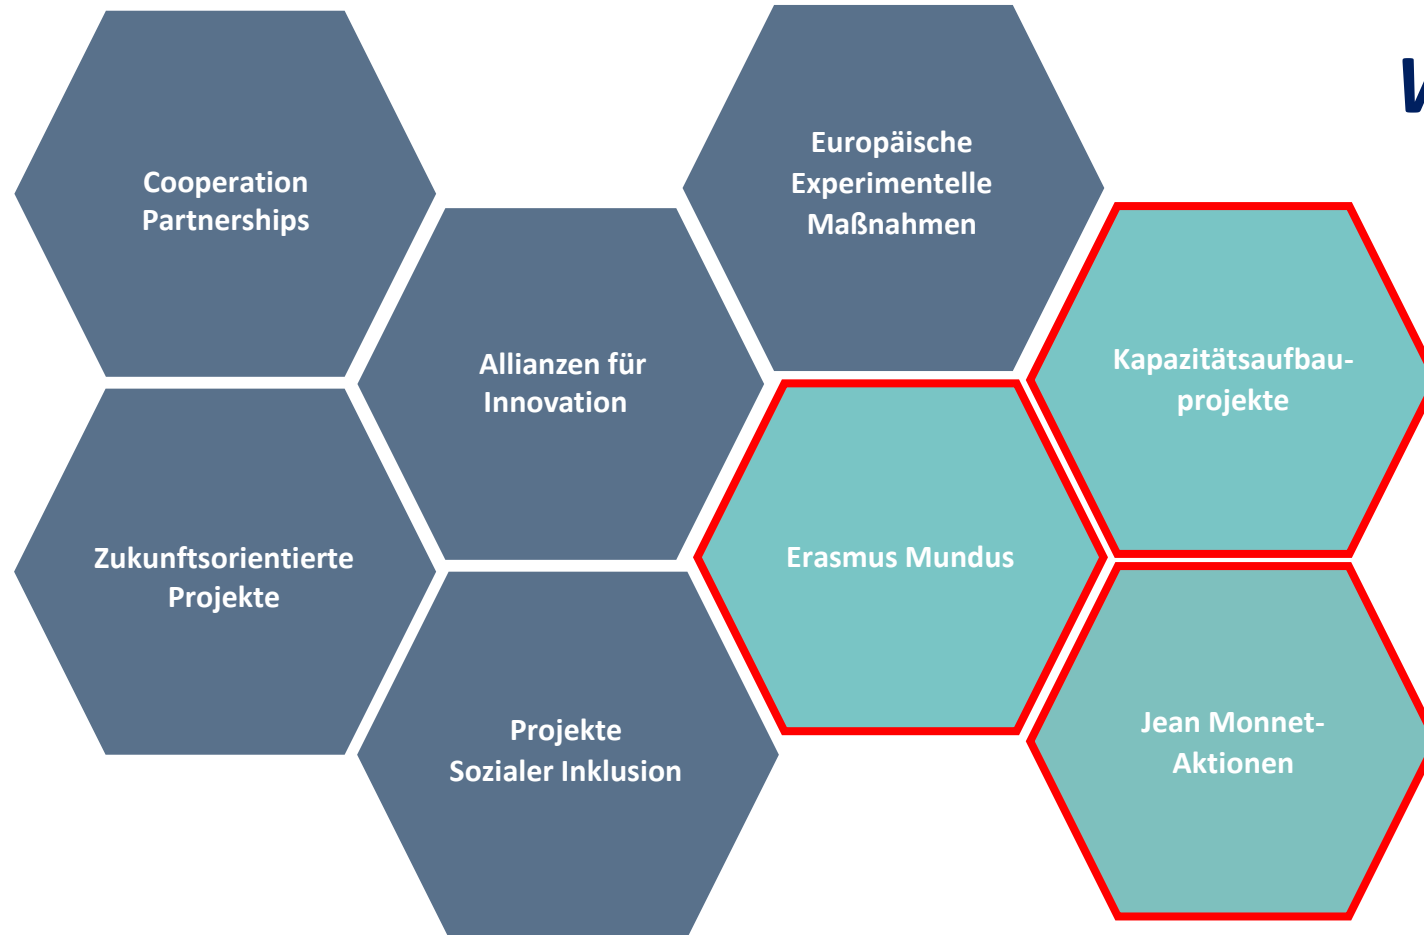 Cooperation
Partnerships
Europäische
Experimentelle
Maßnahmen
Allianzen für
Innovation
Kapazitätsaufbau-
projekte
Zukunftsorientierte
Projekte
Erasmus Mundus
Projekte
Sozialer Inklusion
Jean Monnet-
Aktionen